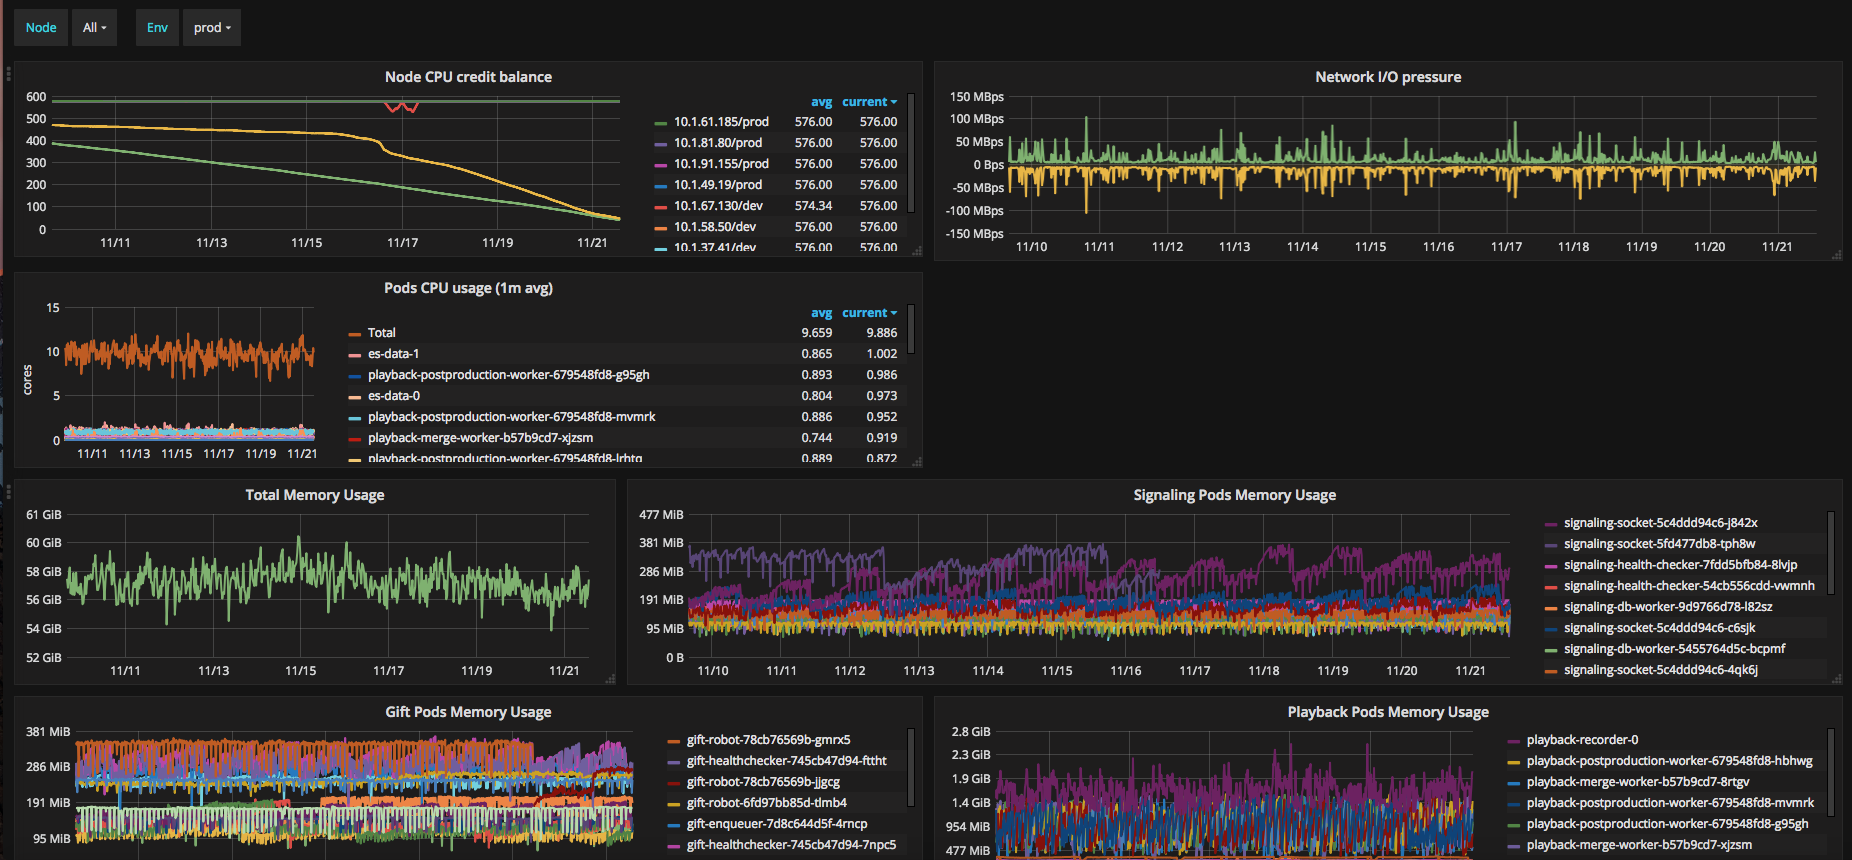 Node All Env prod
Node CPU credit balance
600
500
400
300
200
100
0
11/11 11/13 11/15 11/17 11/19 11/21
avg current
10.1.61.185/prod 576.00 576.00
10.1.81.80/prod 576.00 576.00
10.1.91.155/prod 576.00 576.00
10.1.49.19/prod 576.00 576.00
10.1.67.130/dev 574.34 576.00
10.1.58.50/dev 576.00 576.00
10.1.37.41/dev 576.00 576.00
Network I/O pressure
150 MBps
100 MBps
50 MBps
0 Bps
-50 MBps
-100 MBps
-150 MBps
11/10 11/11 11/12 11/13 11/14 11/15 11/16 11/17 11/18 11/19 11/20 11/21
Pods CPU usage (1m avg)
cores
15
10
5
0
11/11 11/13 11/15 11/17 11/19 11/21
avg current
Total 9.659 9.886
es-data-1 0.865 1.002
playback-postproduction-worker-679548fd8-g95gh 0.893 0.986
es-data-0 0.804 0.973
playback-postproduction-worker-679548fd8-mvmrk 0.886 0.952
playback-merge-worker-b57b9cd7-xjzsm 0.744 0.919
playback-postproduction-worker-679548fd8-lrhtq 0.889 0.872
Total Memory Usage
61 GiB
60 GiB
58 GiB
56 GiB
54 GiB
52 GiB
11/11 11/13 11/15 11/17 11/19 11/21
Signaling Pods Memory Usage
477 MiB
381 MiB
286 MiB
191 MiB
95 MiB
0 B
11/10 11/11 11/12 11/13 11/14 11/15 11/16 11/17 11/18 11/19 11/20 11/21
signaling-socket-5c4ddd94c6-j842x
signaling-socket-5fd477db8-tph8w
signaling-health-checker-7fdd5bfb84-8lvjp
signaling-health-checker-54cb556cdd-vwmnh
signaling-db-worker-9d9766d78-l82sz
signaling-socket-5c4ddd94c6-c6sjk
signaling-db-worker-5455764d5c-bcpmf
signaling-socket-5c4ddd94c6-4qk6j
Gift Pods Memory Usage
381 MiB
286 MiB
191 MiB
95 MiB
gift-robot-78cb76569b-gmrx5
gift-healthchecker-745cb47d94-fttht
gift-robot-78cb76569b-jjgcg
gift-robot-6fd97bb85d-tlmb4
gift-enqueuer-7d8c644d5f-4rncp
gift-healthchecker-745cb47d94-7npc5
Playback Pods Memory Usage
2.8 GiB
2.3 GiB
1.9 GiB
1.4 GiB
954 MiB
477 MiB
playback-recorder-0
playback-postproduction-worker-679548fd8-hbhwg
playback-merge-worker-b57b9cd7-8rtgv
playback-postproduction-worker-679548fd8-mvmrk
playback-postproduction-worker-679548fd8-g95gh
playback-merge-worker-b57b9cd7-xjzsm